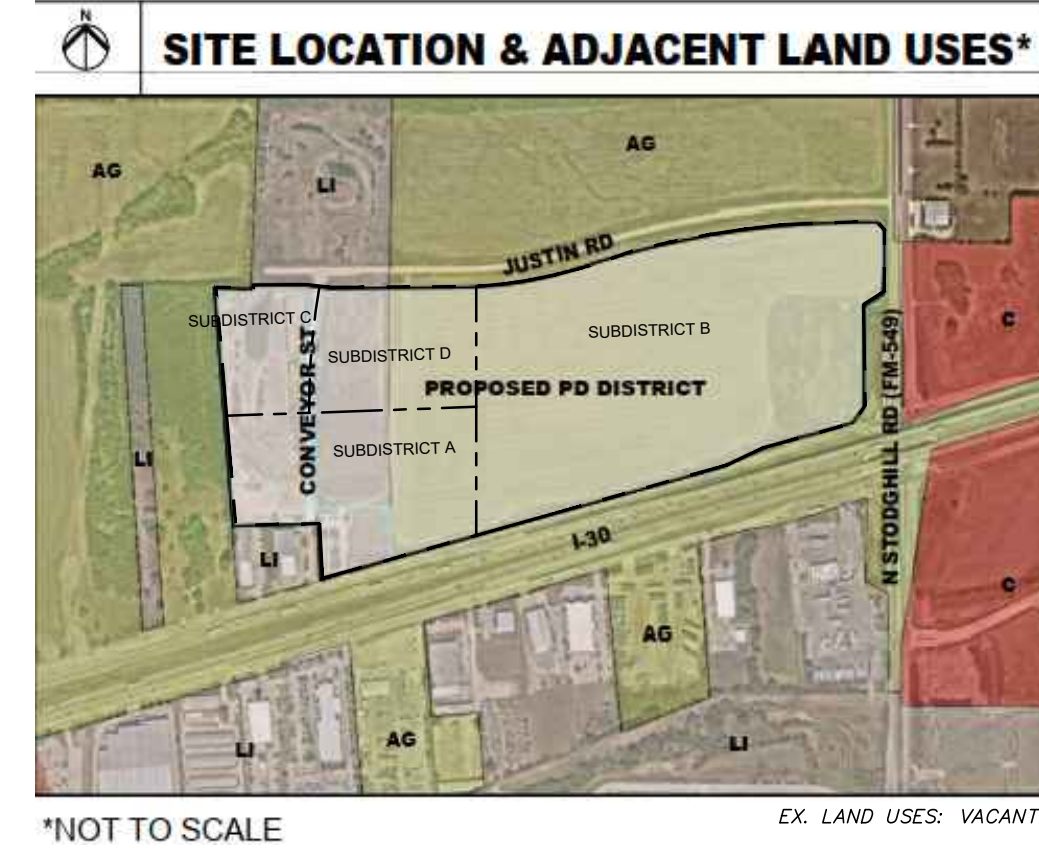 N
SITE LOCATION & ADJACENT LAND USES*
AG
LI
AG
JUSTIN RD
SUBDISTRICT C
SUBDISTRICT D
SUBDISTRICT B
C
PROPOSED PD DISTRICT
CONVEYOR ST
N STODGHILL RD (FM-549)
SUBDISTRICT A
LI
LI
I-30
C
AG
LI
AG
LI
*NOT TO SCALE
EX. LAND USES: VACANT